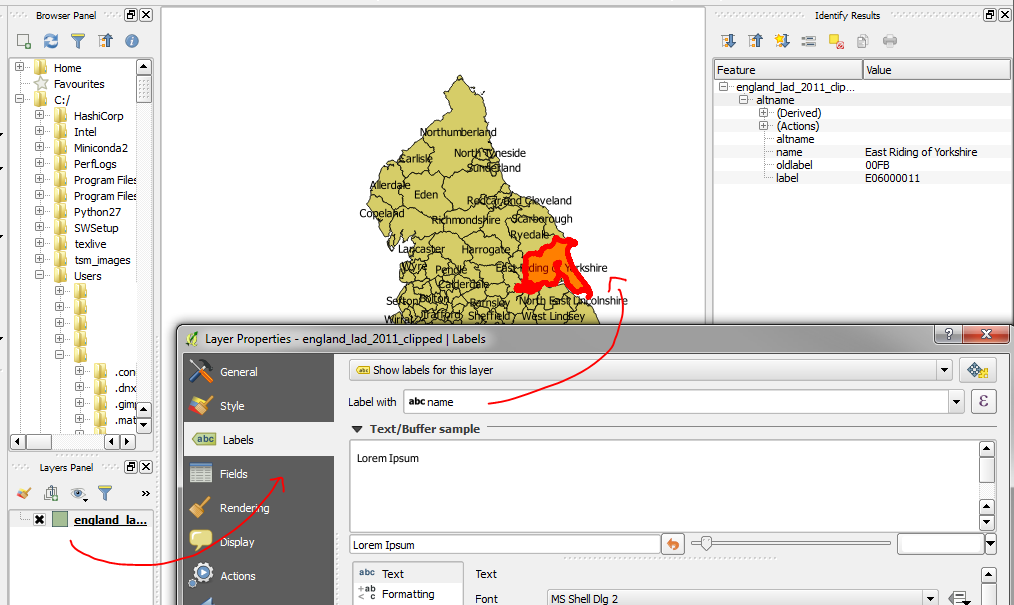 Browser Panel
Home
Favourites
C:/
HashiCorp
Intel
Miniconda2
PerfLogs
Program Files
Program Files
Python27
SWSetup
texlive
tsm_images
Users
.con
.dnx
.gim
.mat
Layers Panel
»
england_la...
Northumberland
Carlisle
North Tyneside
Sunderland
Allerdale
Eden
Redcar and Cleveland
Copeland
Richmondshire
Scarborough
Ryedale
Lancaster
Harrogate
Wyre
Pendle
East Riding of Yorkshire
Calderdale
Sefton
Bolton
Barnsley
North East Lincolnshire
Wirral
Trafford
Sheffield
West Lindsey
Identify Results
Feature
Value
england_lad_2011_clip...
altname
(Derived)
(Actions)
altname
name
East Riding of Yorkshire
oldlabel
00FB
label
E06000011
Layer Properties - england_lad_2011_clipped | Labels
?
General
Style
abc Labels
Fields
Rendering
Display
Actions
abc Show labels for this layer
Label with
abc name
ε
Text/Buffer sample
Lorem Ipsum
Lorem Ipsum
abc Text
+ab < c Formatting
Text
Font
MS Shell Dlg 2